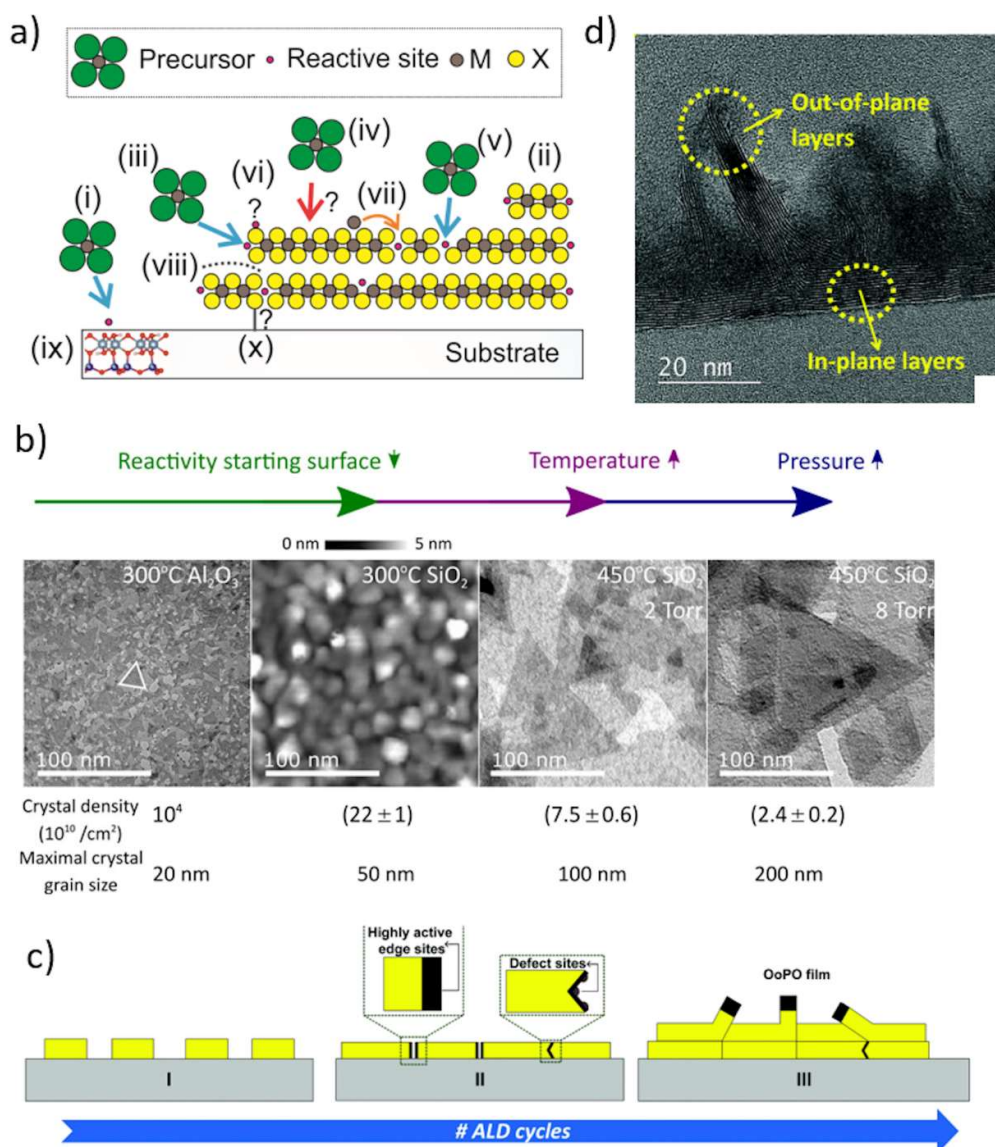 a)
Precursor
Reactive site
M
X
(i)
(iii)
(vi)
?
(iv)
?
(vii)
(v)
(ii)
(viii)
?
(ix)
(x)
Substrate
d)
Out-of-plane
layers
In-plane layers
20 nm
b)
Reactivity starting surface
Temperature
Pressure
0 nm 5 nm
300°C Al₂O₃
100 nm
300°C SiO₂
100 nm
450°C SiO₂
2 Torr
100 nm
450°C SiO₂
8 Torr
100 nm
Crystal density
(10¹⁰ /cm²)
10⁴ (22 ± 1) (7.5 ± 0.6) (2.4 ± 0.2)
Maximal crystal
grain size
20 nm 50 nm 100 nm 200 nm
c)
Highly active
edge sites
Defect sites
OoPO film
I
II
III
# ALD cycles